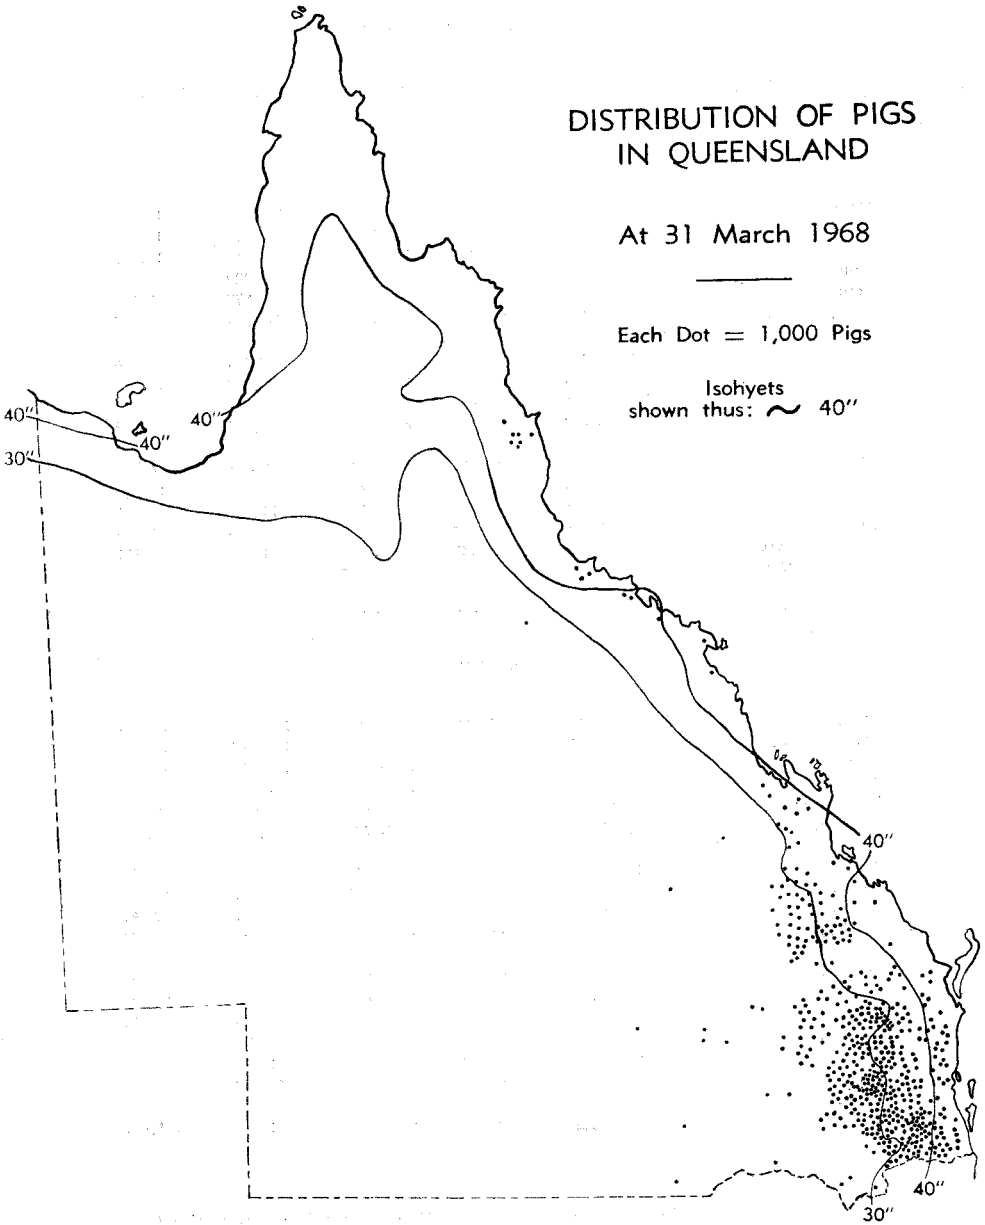 DISTRIBUTION OF PIGS
IN QUEENSLAND
At 31 March 1968
Each Dot = 1,000 Pigs
Isohyets
shown thus: ~ 40"
40"
40"
40"
30"
40"
40"
30"